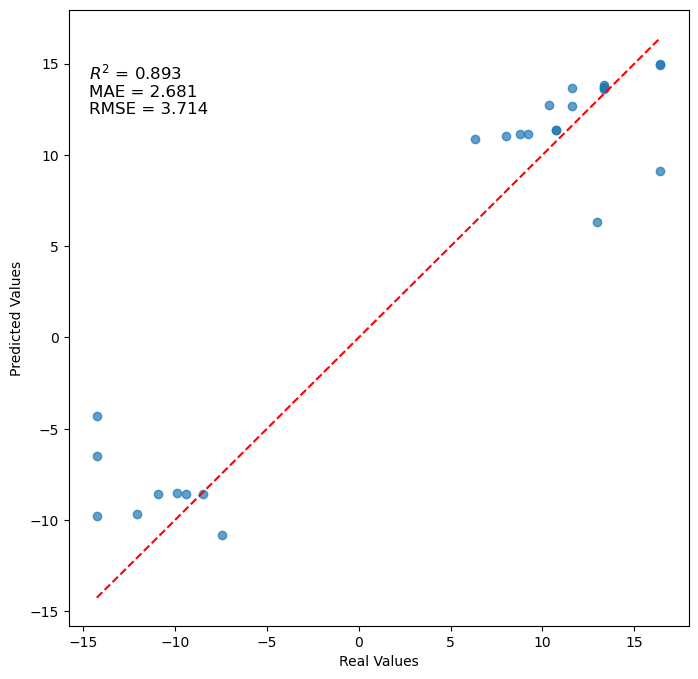 R² = 0.893
MAE = 2.681
RMSE = 3.714
Predicted Values
15
10
5
0
−5
−10
−15
−15
−10
−5
0
5
10
15
Real Values